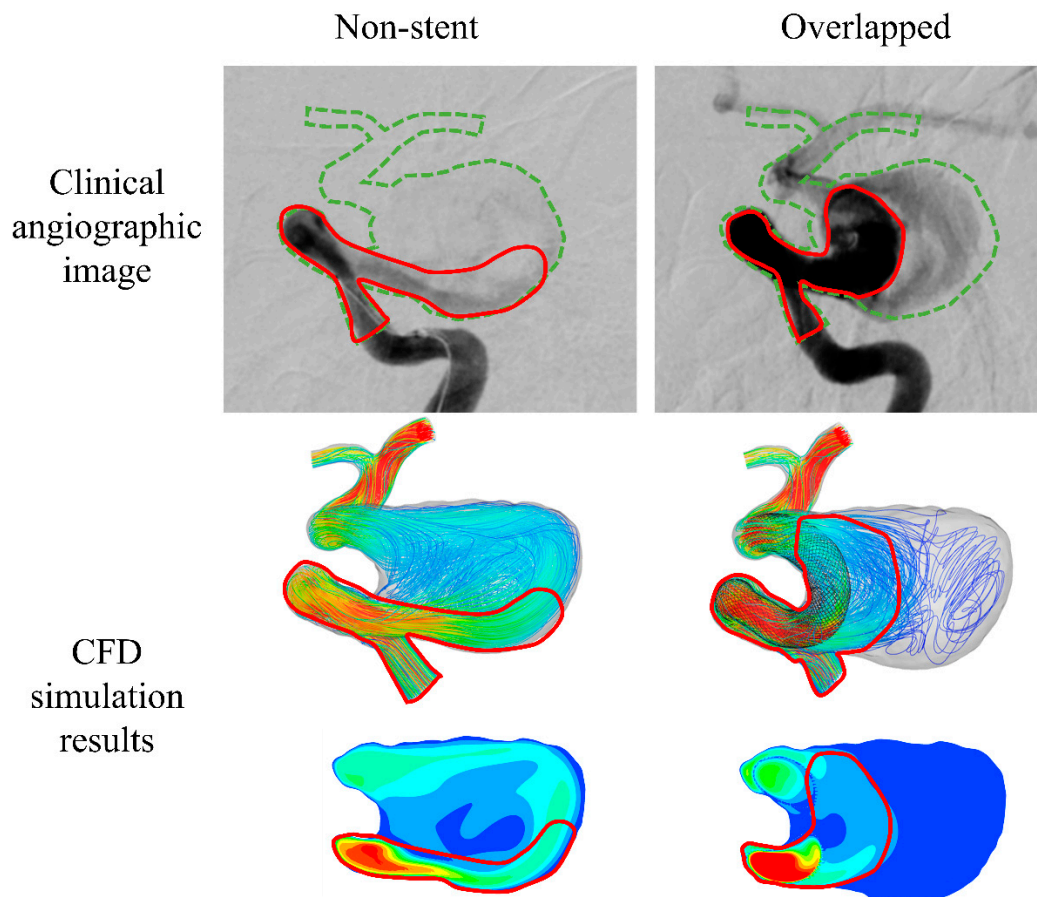 Non-stent
Overlapped
Clinical
angiographic
image
CFD
simulation
results